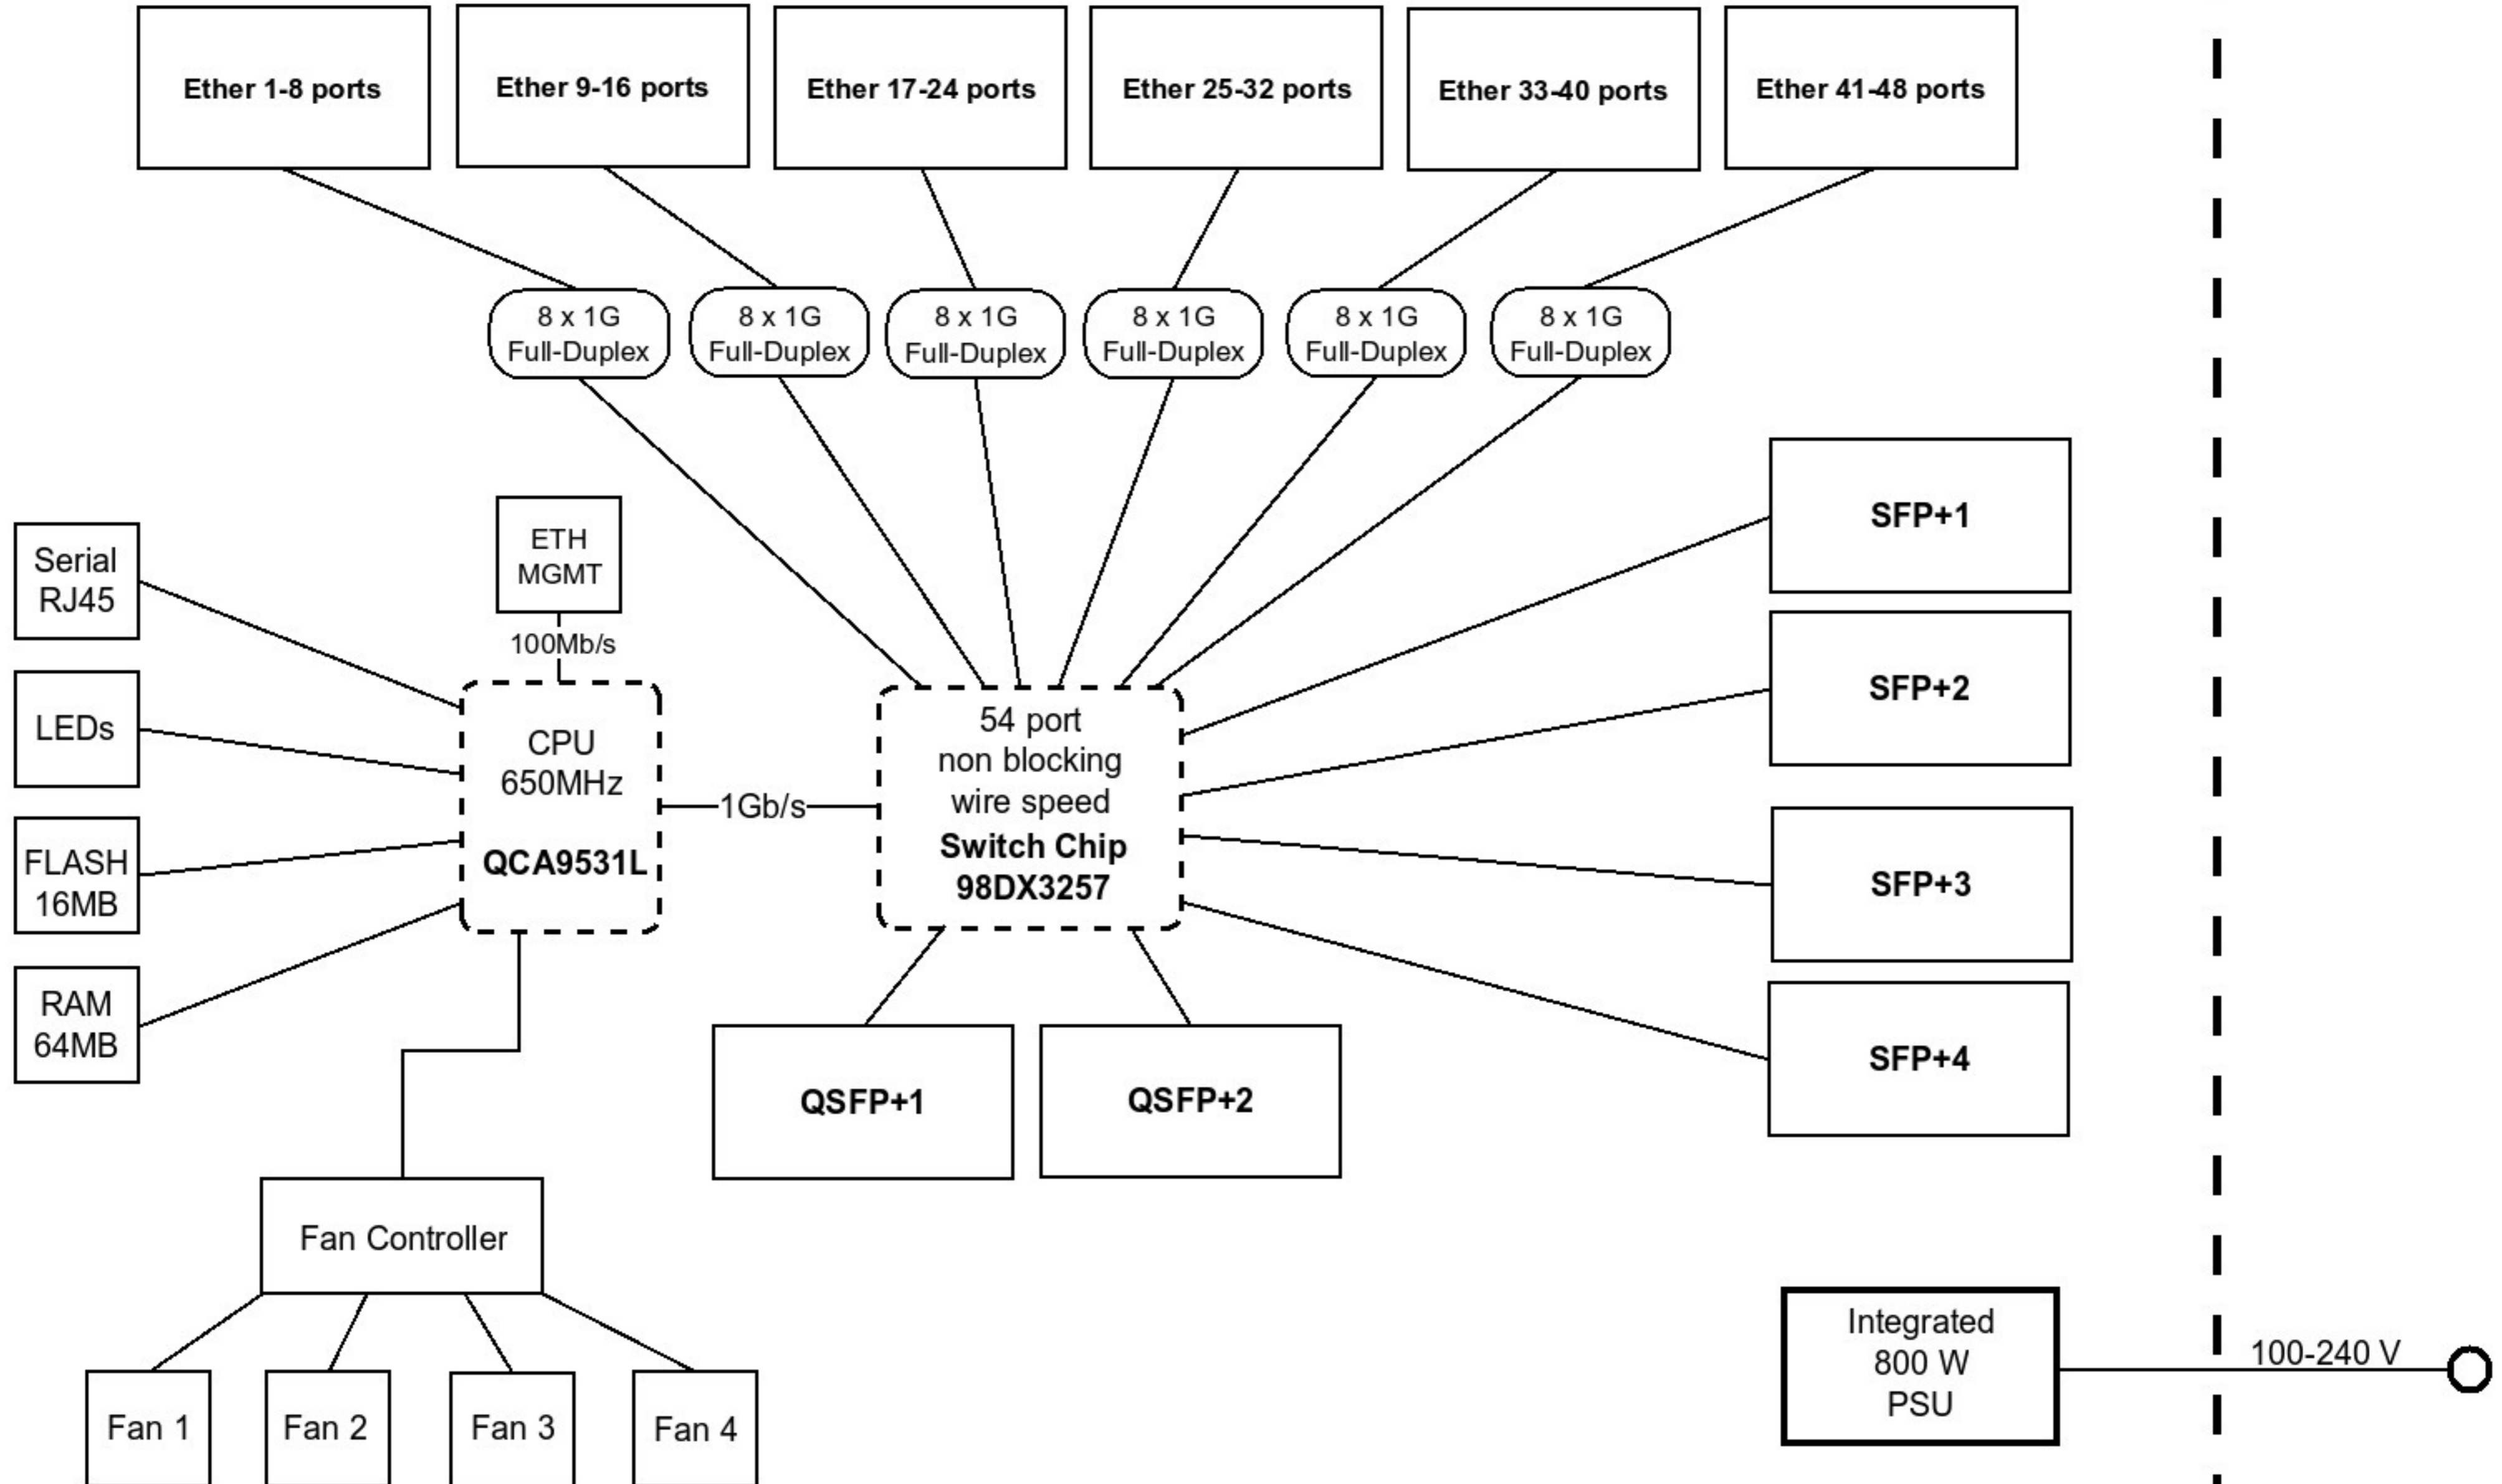 Ether 1-8 ports
Ether 9-16 ports
Ether 17-24 ports
Ether 25-32 ports
Ether 33-40 ports
Ether 41-48 ports
8 x 1G
Full-Duplex
8 x 1G
Full-Duplex
8 x 1G
Full-Duplex
8 x 1G
Full-Duplex
8 x 1G
Full-Duplex
8 x 1G
Full-Duplex
Serial
RJ45
LEDs
FLASH
16MB
RAM
64MB
ETH
MGMT
100Mb/s
CPU
650MHz
QCA9531L
1Gb/s
54 port
non blocking
wire speed
Switch Chip
98DX3257
SFP+1
SFP+2
SFP+3
SFP+4
QSFP+1
QSFP+2
Fan Controller
Fan 1
Fan 2
Fan 3
Fan 4
Integrated
800 W
PSU
100-240 V